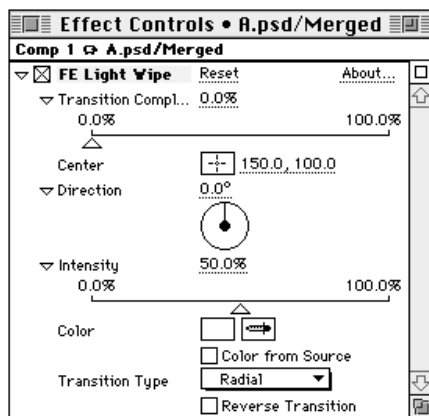 Effect Controls • A.psd/Merged
Comp 1 A.psd/Merged
FE Light Wipe Reset About...
Transition Compl... 0.0%
0.0% 100.0%
Center 150.0, 100.0
Direction 0.0°
Intensity 50.0%
0.0% 100.0%
Color
Color from Source
Transition Type Radial
Reverse Transition